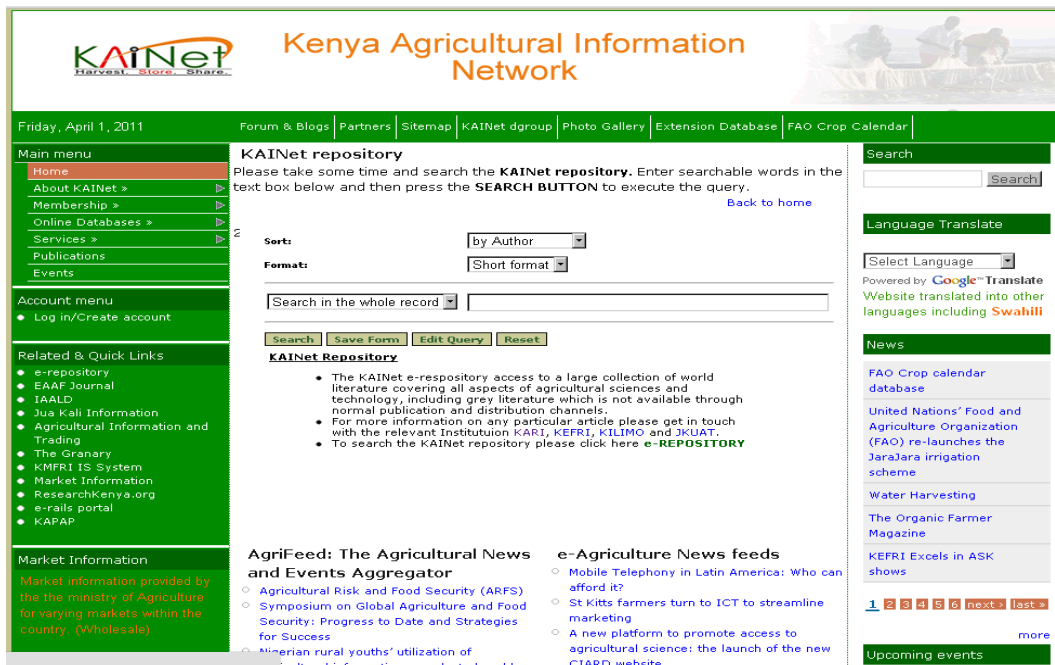 KAiNet
Harvest. Store. Share.
Kenya Agricultural Information
Network
Friday, April 1, 2011
Forum & Blogs
Partners
Sitemap
KAINet dgroup
Photo Gallery
Extension Database
FAO Crop Calendar
Main menu
Home
About KAINet »
Membership »
Online Databases »
Services »
Publications
Events
Account menu
Log in/Create account
Related & Quick Links
e-repository
EAAF Journal
IAALD
Jua Kali Information
Agricultural Information and
Trading
The Granary
KMFRI IS System
Market Information
ResearchKenya.org
e-rails portal
KAPAP
Market Information
Market information provided by
the the ministry of Agriculture
for varying markets within the
country. (Wholesale)
KAINet repository
Please take some time and search the KAINet repository. Enter searchable words in the
text box below and then press the SEARCH BUTTON to execute the query.
Back to home
2
Sort:
by Author
Format:
Short format
Search in the whole record
Search
Save Form
Edit Query
Reset
KAINet Repository
The KAINet e-respository access to a large collection of world
literature covering all aspects of agricultural sciences and
technology, including grey literature which is not available through
normal publication and distribution channels.
For more information on any particular article please get in touch
with the relevant Institutuion KARI, KEFRI, KILIMO and JKUAT.
To search the KAINet repository please click here e-REPOSITORY
AgriFeed: The Agricultural News
and Events Aggregator
Agricultural Risk and Food Security (ARFS)
Symposium on Global Agriculture and Food
Security: Progress to Date and Strategies
for Success
Nigerian rural youths' utilization of
e-Agriculture News feeds
Mobile Telephony in Latin America: Who can
afford it?
St Kitts farmers turn to ICT to streamline
marketing
A new platform to promote access to
agricultural science: the launch of the new
CIARD website
Search
Search
Language Translate
Select Language
Powered by Google™ Translate
Website translated into other
languages including Swahili
News
FAO Crop calendar
database
United Nations' Food and
Agriculture Organization
(FAO) re-launches the
JaraJara irrigation
scheme
Water Harvesting
The Organic Farmer
Magazine
KEFRI Excels in ASK
shows
1 2 3 4 5 6 next › last »
more
Upcoming events